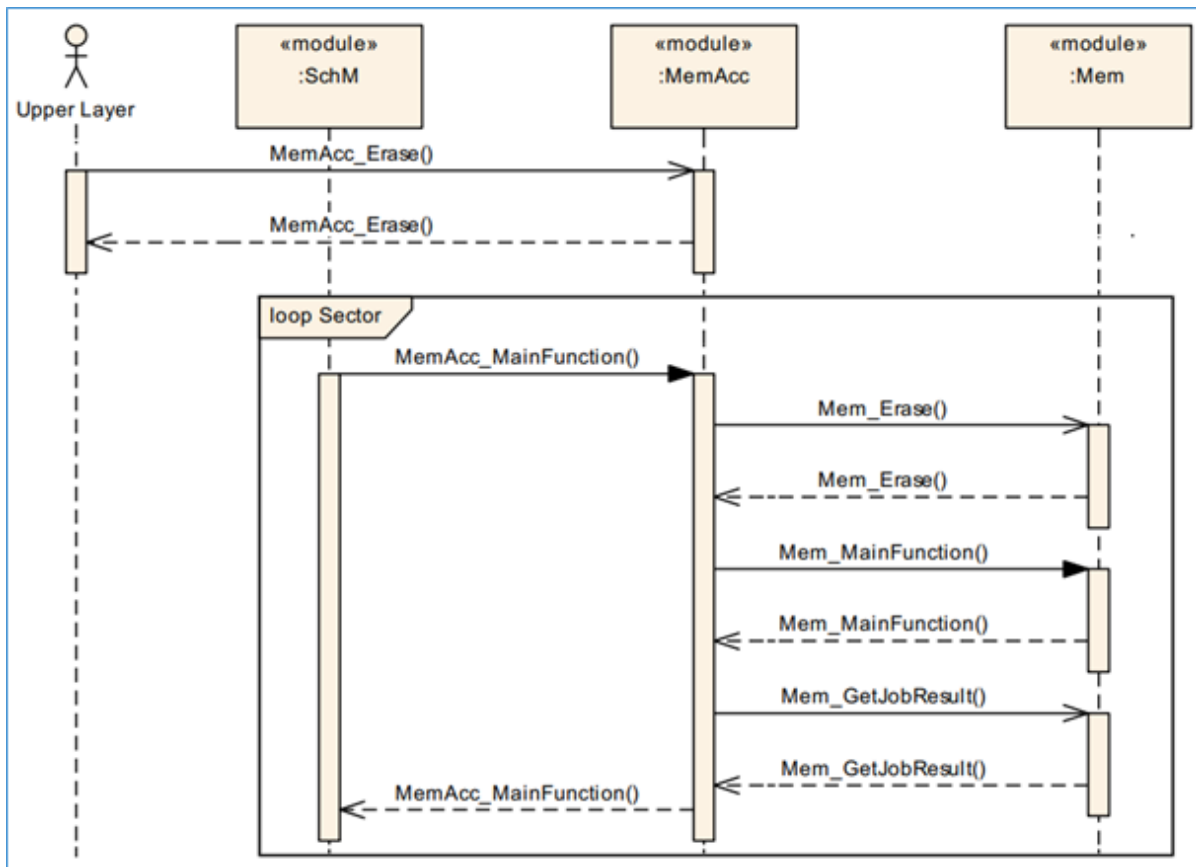 «module»
:SchM
«module»
:MemAcc
«module»
:Mem
Upper Layer
MemAcc_Erase()
MemAcc_Erase()
loop Sector
MemAcc_MainFunction()
Mem_Erase()
Mem_Erase()
Mem_MainFunction()
Mem_MainFunction()
Mem_GetJobResult()
Mem_GetJobResult()
MemAcc_MainFunction()